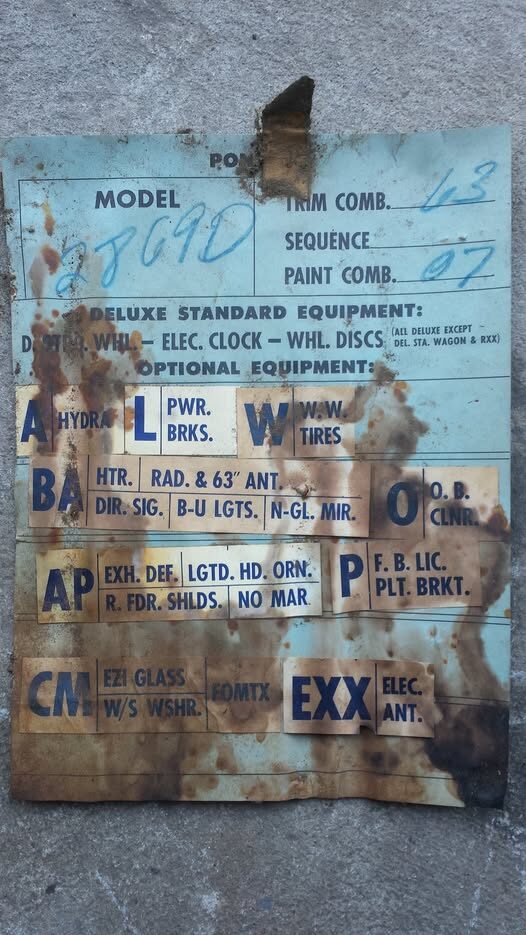 PON
MODEL
2869D
TRIM COMB. 63
SEQUENCE
PAINT COMB. 97
DELUXE STANDARD EQUIPMENT:
WHL. – ELEC. CLOCK – WHL. DISCS (ALL DELUXE EXCEPT DEL. STA. WAGON & RXX)
OPTIONAL EQUIPMENT:
A HYDRA L PWR. BRKS. W W.W. TIRES
BA HTR. RAD. & 63" ANT.
DIR. SIG. B-U LGTS. N-GL. MIR.
O O. B. CLNR.
AP EXH. DEF. LGTD. HD. ORN.
R. FDR. SHLDS. NO MAR.
P F. B. LIC. PLT. BRKT.
CM EZI GLASS
W/S WSHR. FOMTX
EXX ELEC. ANT.